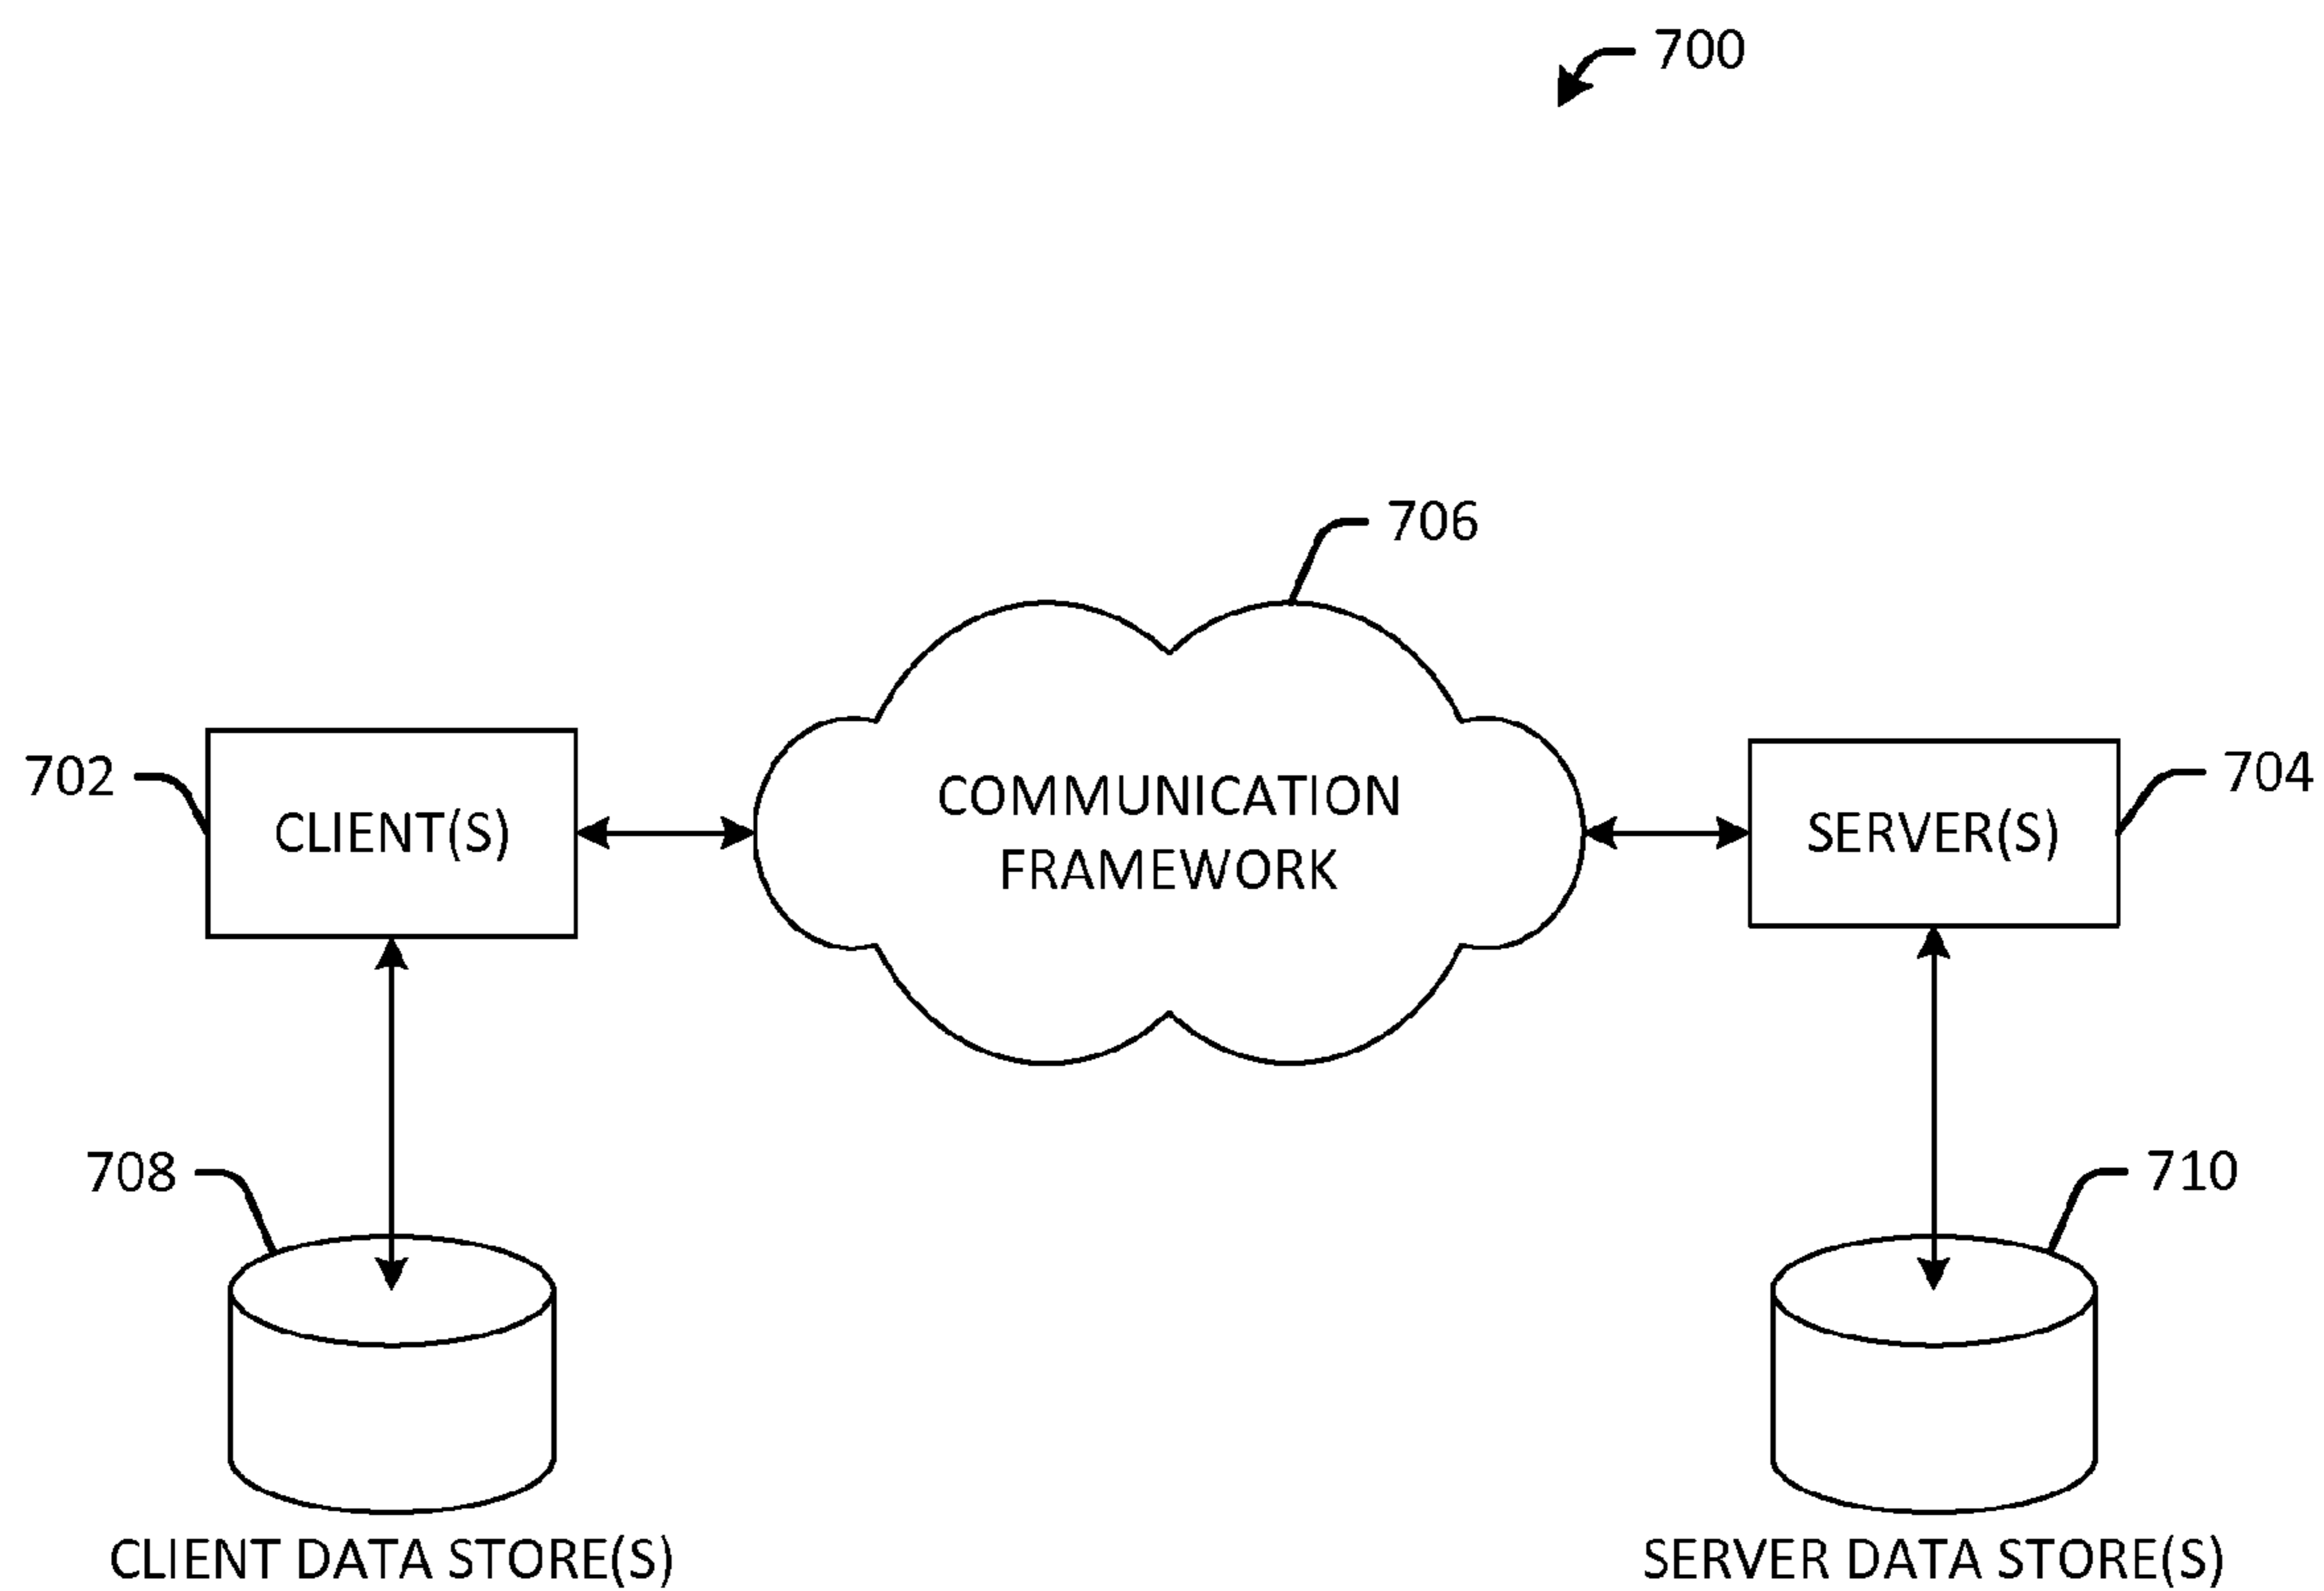 700
706
702
CLIENT(S)
COMMUNICATION
FRAMEWORK
SERVER(S)
704
708
710
CLIENT DATA STORE(S)
SERVER DATA STORE(S)